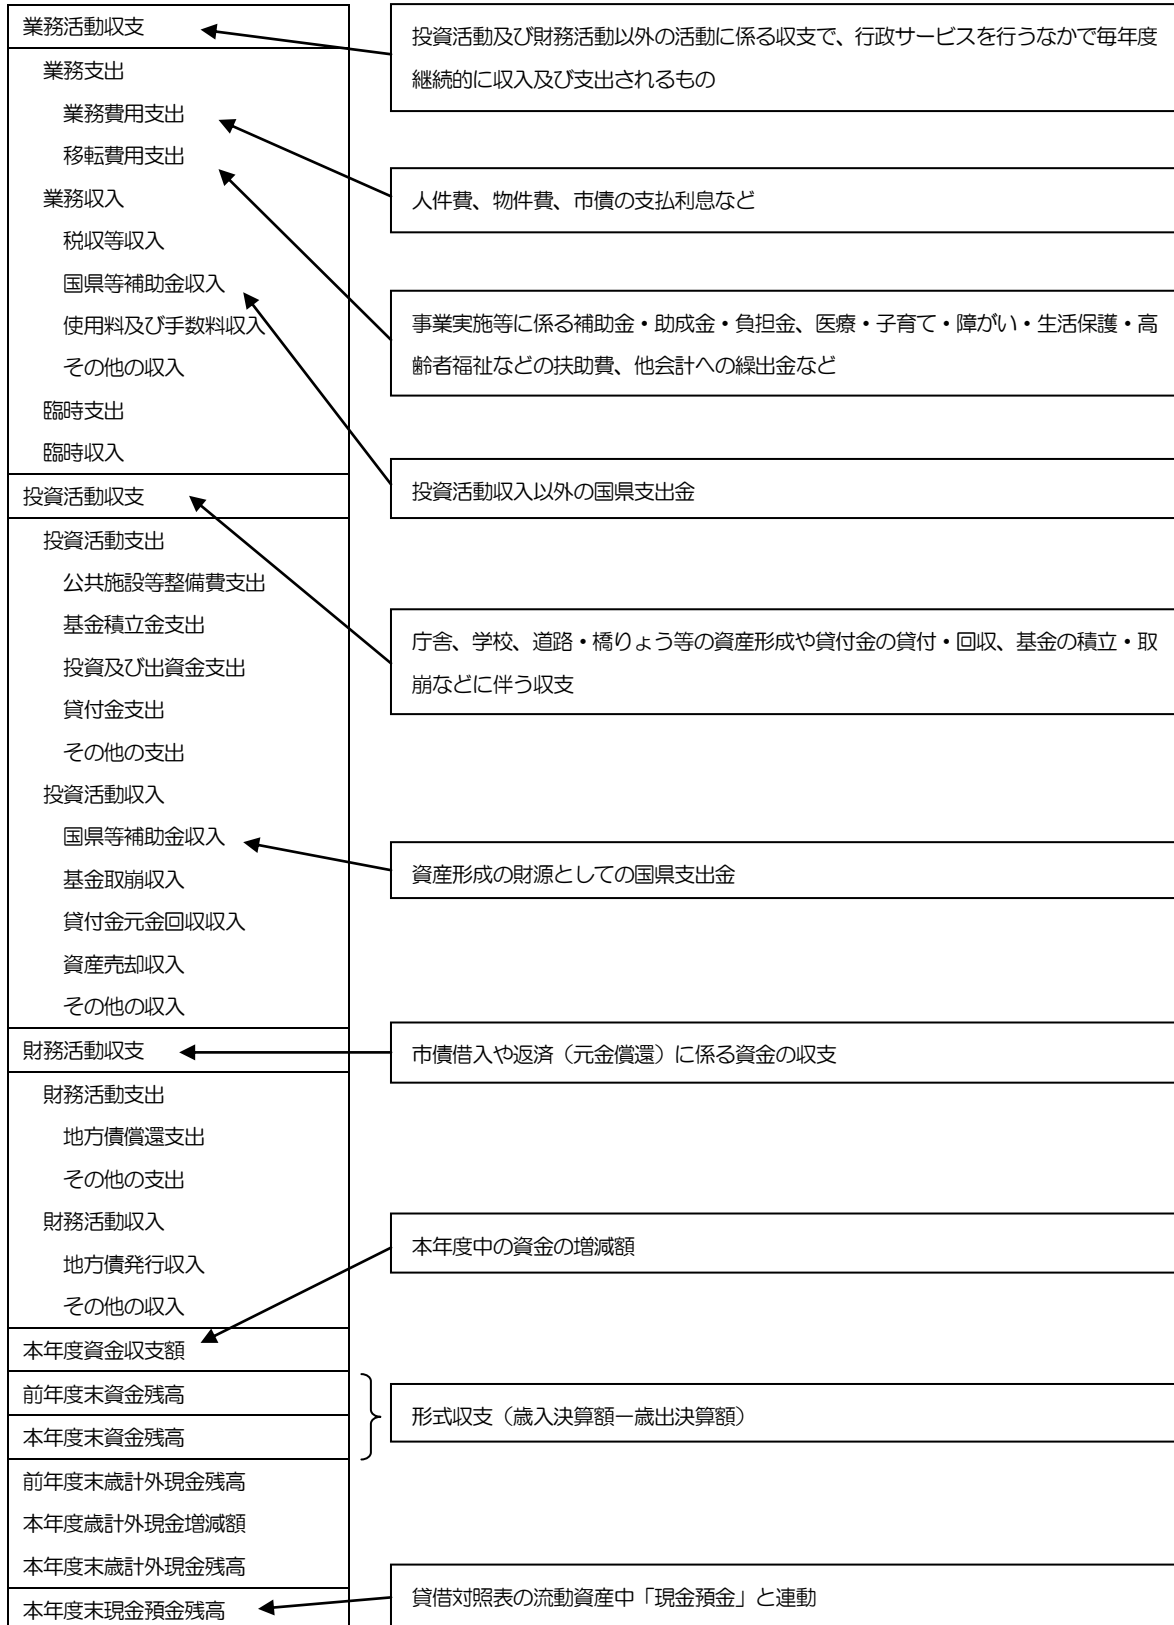 業務活動収支
業務支出
業務費用支出
移転費用支出
業務収入
税収等収入
国県等補助金収入
使用料及び手数料収入
その他の収入
臨時支出
臨時収入
投資活動収支
投資活動支出
公共施設等整備費支出
基金積立金支出
投資及び出資金支出
貸付金支出
その他の支出
投資活動収入
国県等補助金収入
基金取崩収入
貸付金元金回収収入
資産売却収入
その他の収入
財務活動収支
財務活動支出
地方債償還支出
その他の支出
財務活動収入
地方債発行収入
その他の収入
本年度資金収支額
前年度末資金残高
本年度末資金残高
前年度末歳計外現金残高
本年度歳計外現金増減額
本年度末歳計外現金残高
本年度末現金預金残高
投資活動及び財務活動以外の活動に係る収支で、行政サービスを行うなかで毎年度
継続的に収入及び支出されるもの
人件費、物件費、市債の支払利息など
事業実施等に係る補助金・助成金・負担金、医療・子育て・障がい・生活保護・高
齢者福祉などの扶助費、他会計への繰出金など
投資活動収入以外の国県支出金
庁舎、学校、道路・橋りょう等の資産形成や貸付金の貸付・回収、基金の積立・取
崩などに伴う収支
資産形成の財源としての国県支出金
市債借入や返済（元金償還）に係る資金の収支
本年度中の資金の増減額
形式収支（歳入決算額ー歳出決算額）
貸借対照表の流動資産中「現金預金」と連動